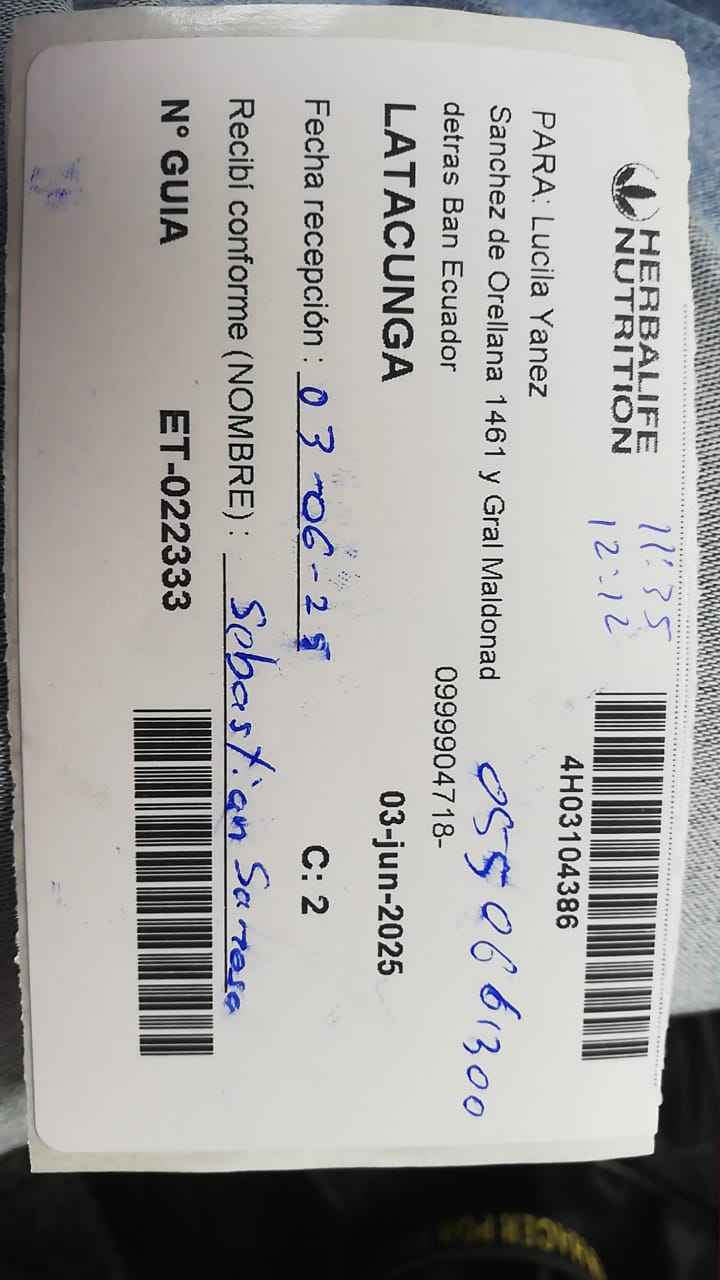 HERBALIFE
NUTRITION
11:35
12:12
4H03104386
PARA: Lucila Yanez
Sanchez de Orellana 1461 y Gral Maldonad
detras Ban Ecuador
0999904718-
LATACUNGA
03-jun-2025
Fecha recepción : 03-06-25
C: 2
Recibí conforme (NOMBRE) : Sebastian
Nº GUIA
ET-022333